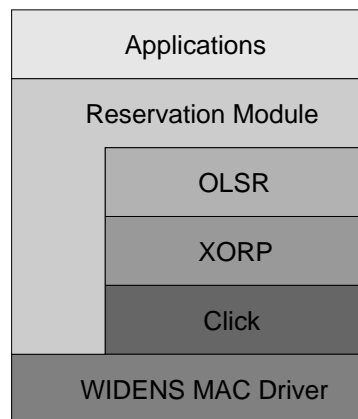 Applications
Reservation Module
OLSR
XORP
Click
WIDENS MAC Driver